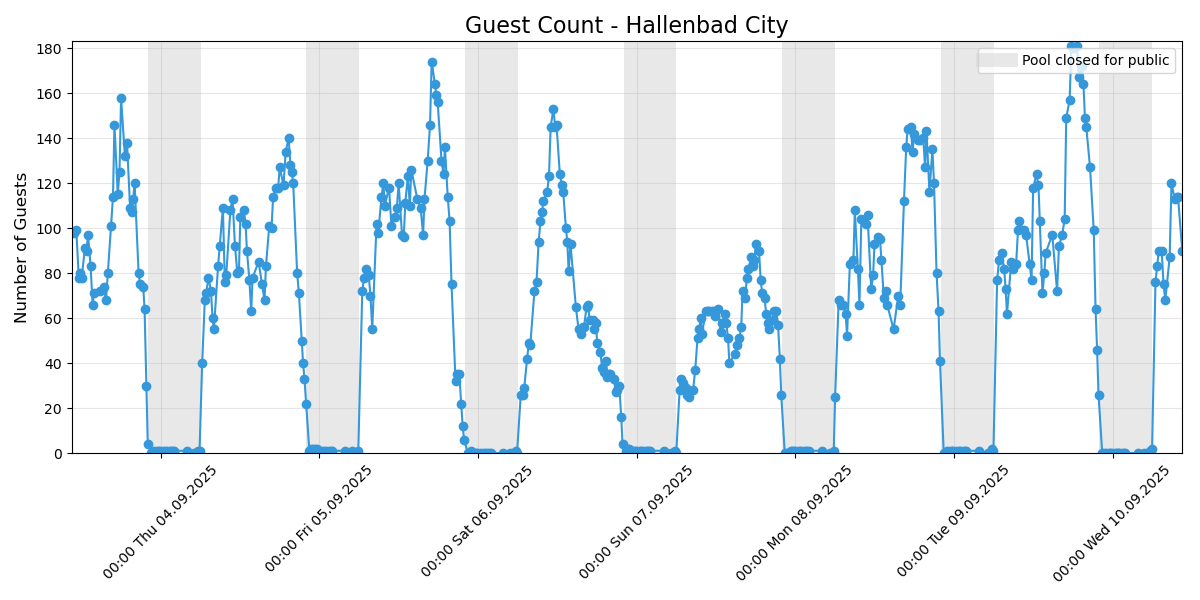 Guest Count - Hallenbad City
Number of Guests
180
160
140
120
100
80
60
40
20
0
Pool closed for public
00:00 Thu 04.09.2025
00:00 Fri 05.09.2025
00:00 Sat 06.09.2025
00:00 Sun 07.09.2025
00:00 Mon 08.09.2025
00:00 Tue 09.09.2025
00:00 Wed 10.09.2025